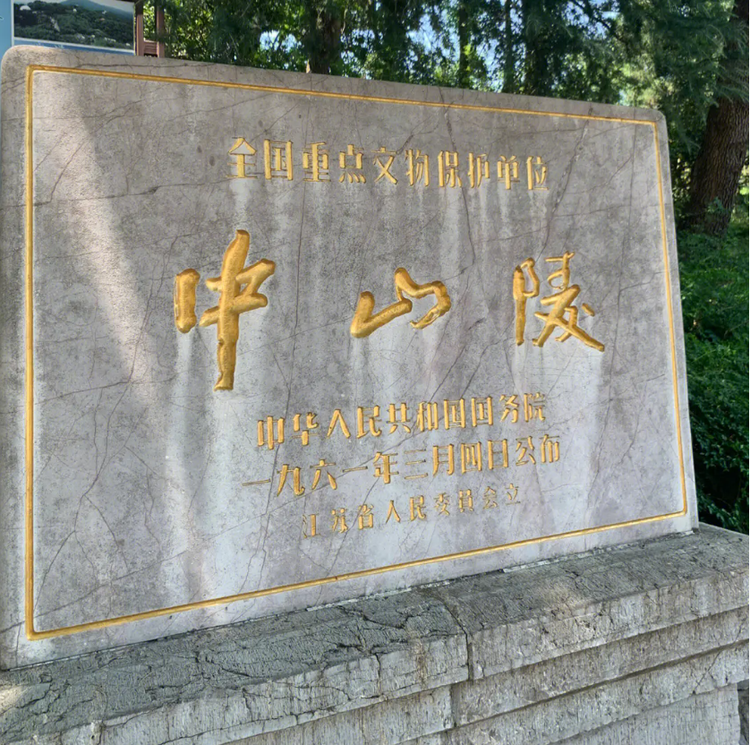 全国重点文物保护单位
中山陵
中华人民共和国国务院
一九六一年三月四日公布
江苏省人民委员会立